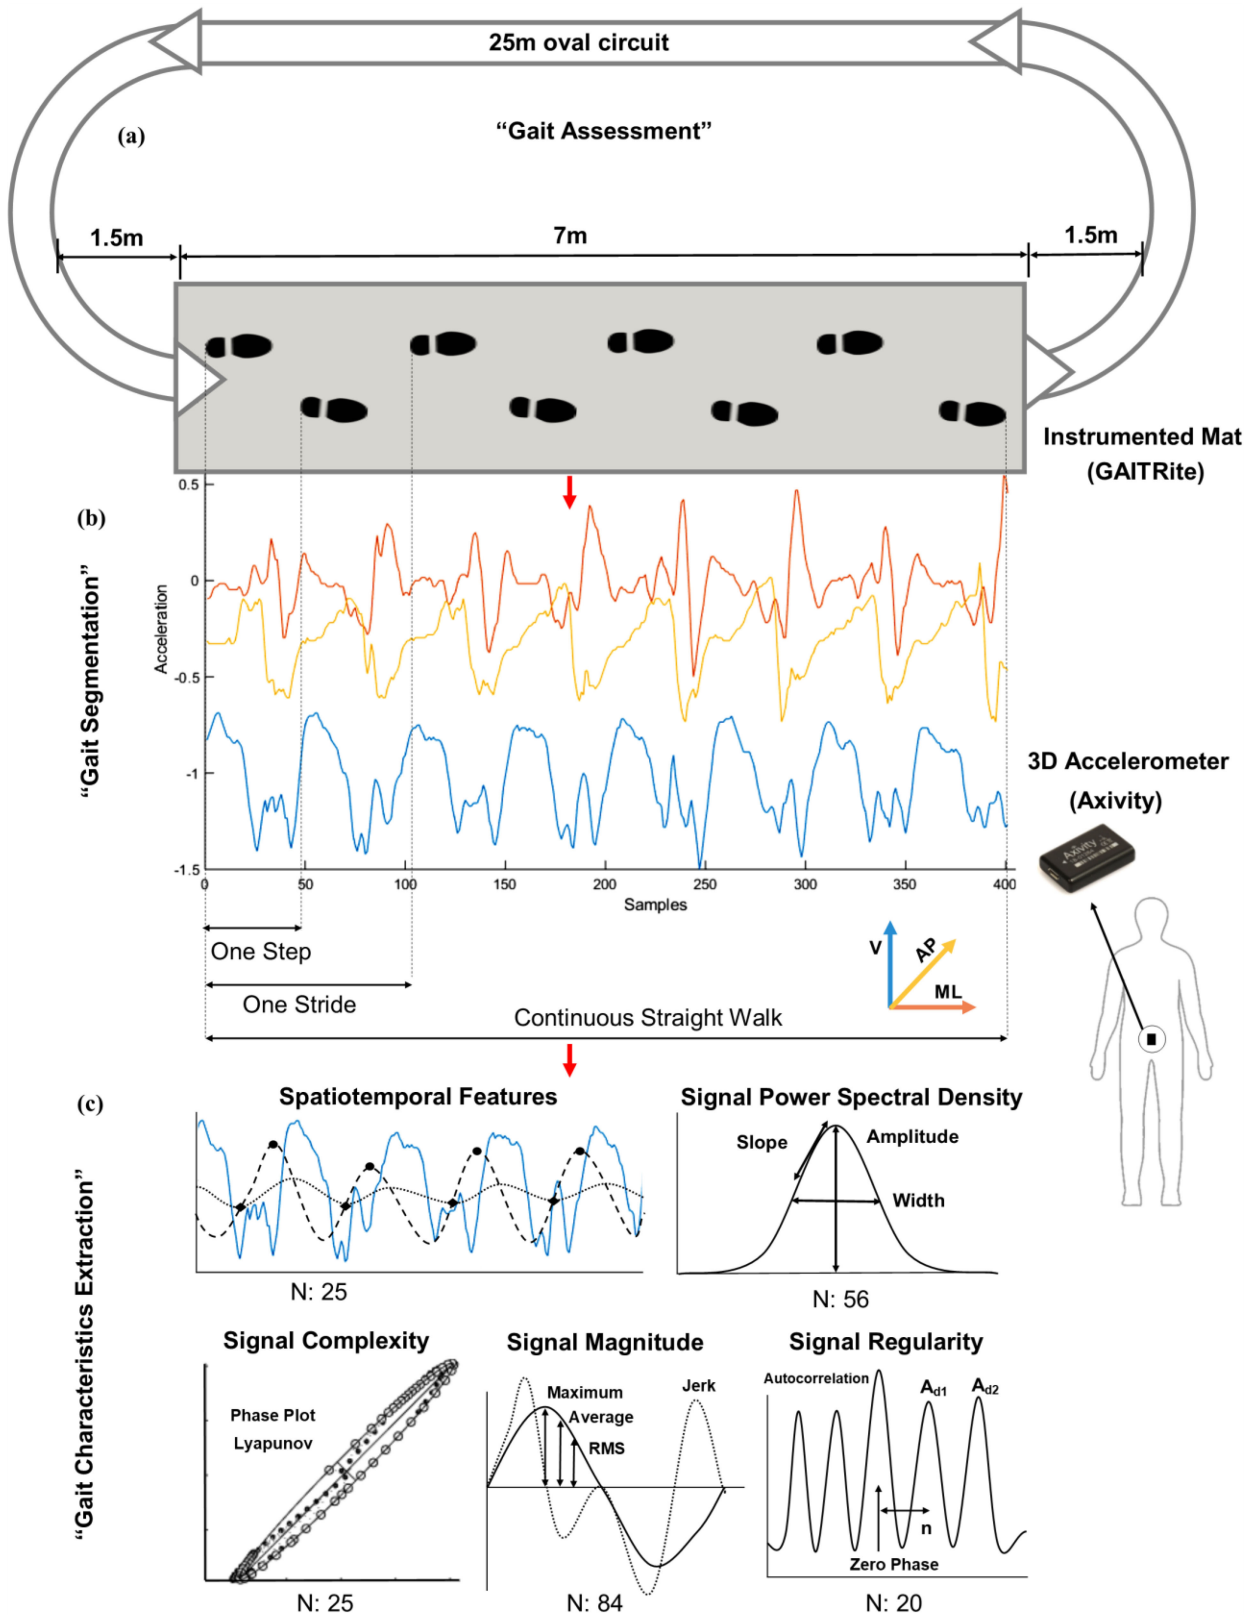 25m oval circuit
(a)
“Gait Assessment”
1.5m
7m
1.5m
Instrumented Mat
(GAITRite)
(b)
“Gait Segmentation”
Acceleration
0.5
0
-0.5
-1
-1.5
0 50 100 150 200 250 300 350 400
Samples
3D Accelerometer
(Axivity)
Axivity
One Step
One Stride
Continuous Straight Walk
V
AP
ML
(c)
“Gait Characteristics Extraction”
Spatiotemporal Features
N: 25
Signal Power Spectral Density
Slope
Amplitude
Width
N: 56
Signal Complexity
Phase Plot
Lyapunov
N: 25
Signal Magnitude
Maximum
Average
RMS
Jerk
N: 84
Signal Regularity
Autocorrelation
Ad1
Ad2
n
Zero Phase
N: 20